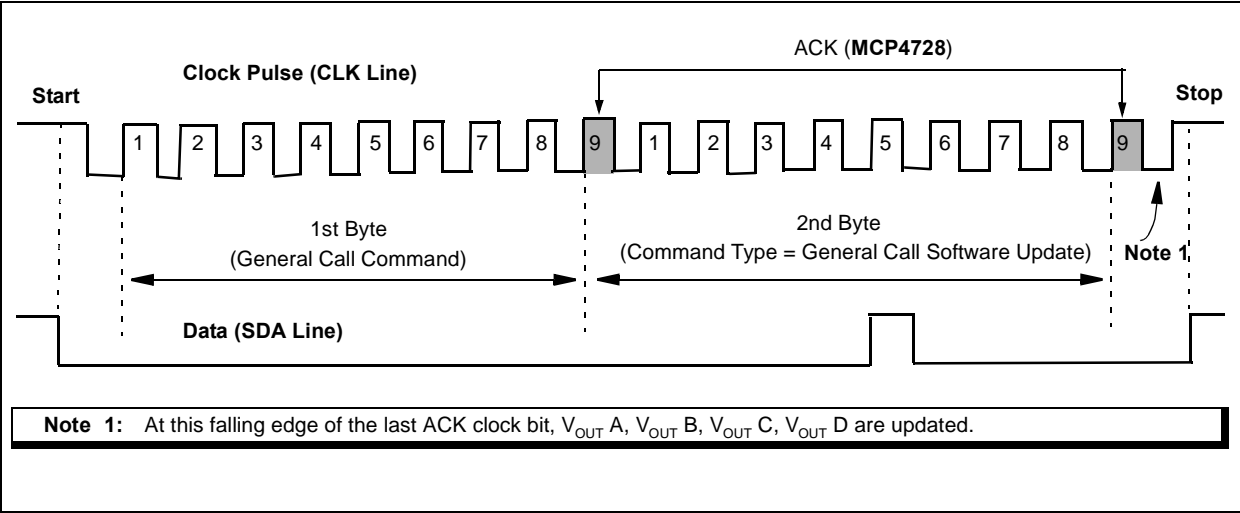 ACK (MCP4728)
Clock Pulse (CLK Line)
Start
Stop
1 2 3 4 5 6 7 8 9 1 2 3 4 5 6 7 8 9
1st Byte
(General Call Command)
2nd Byte
(Command Type = General Call Software Update)
Note 1
Data (SDA Line)
Note 1: At this falling edge of the last ACK clock bit, VOUT A, VOUT B, VOUT C, VOUT D are updated.